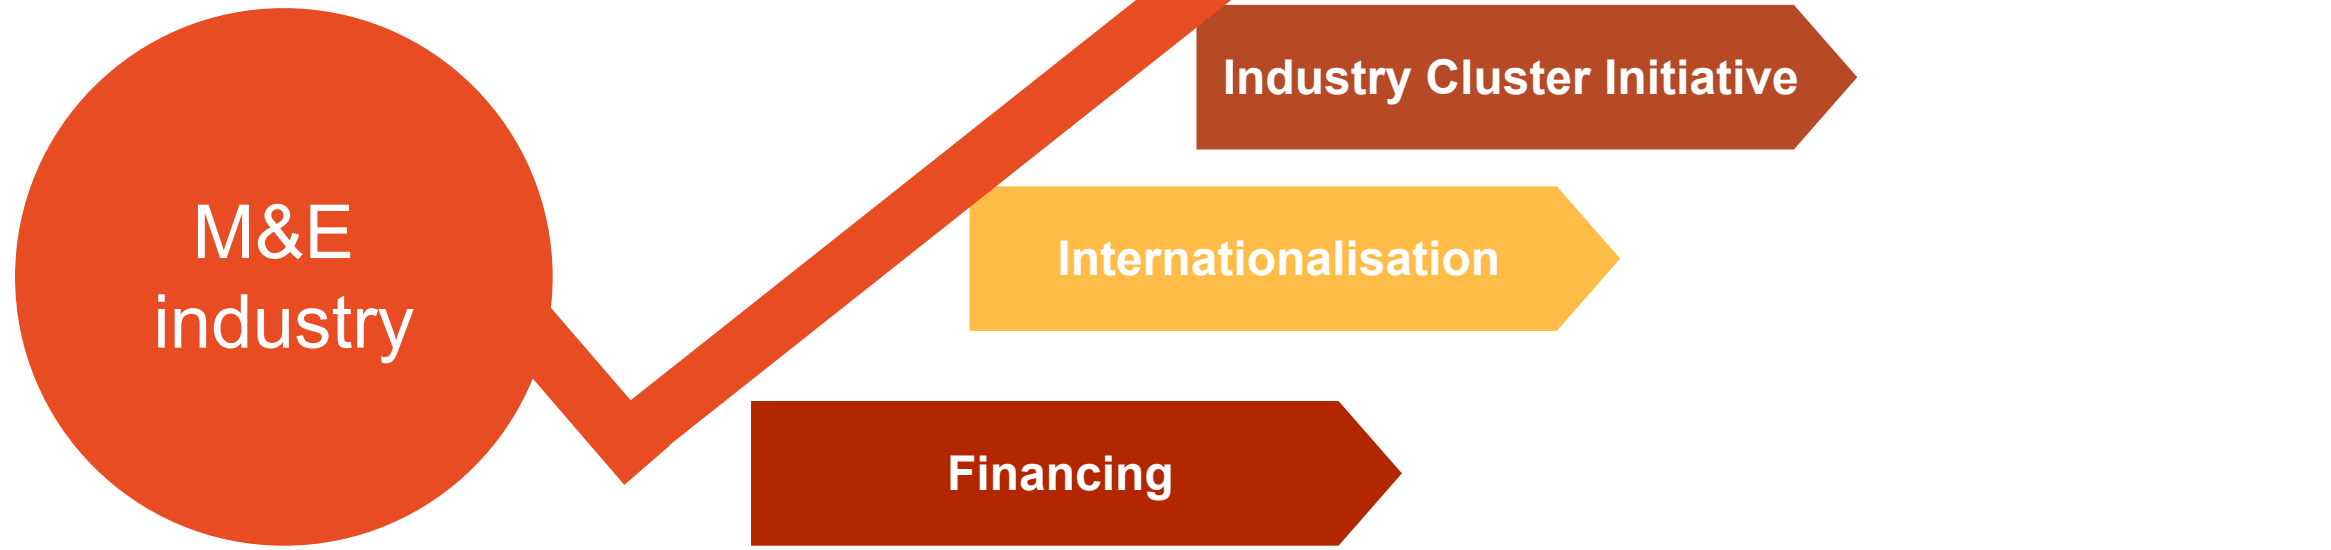 M&E
industry
Industry Cluster Initiative
Internationalisation
Financing